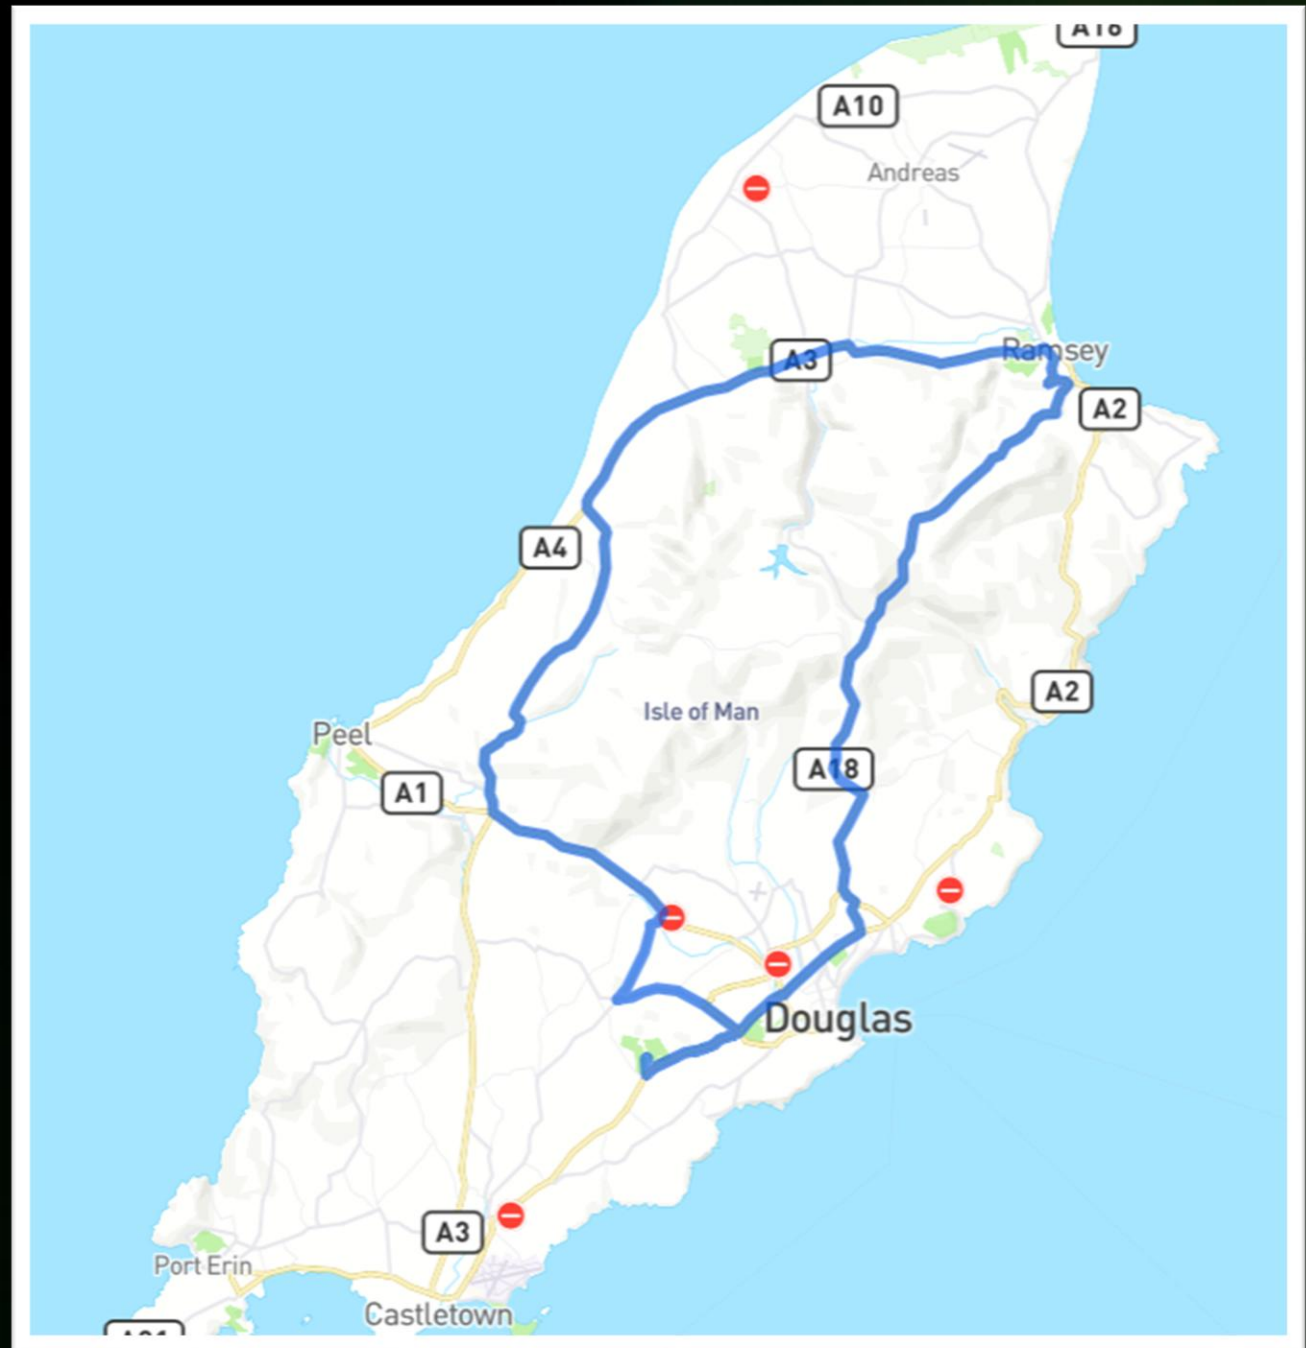 A10
Andreas
A3
Ramsey
A2
A4
A2
Isle of Man
Peel
A18
A1
Douglas
A3
Port Erin
Castletown